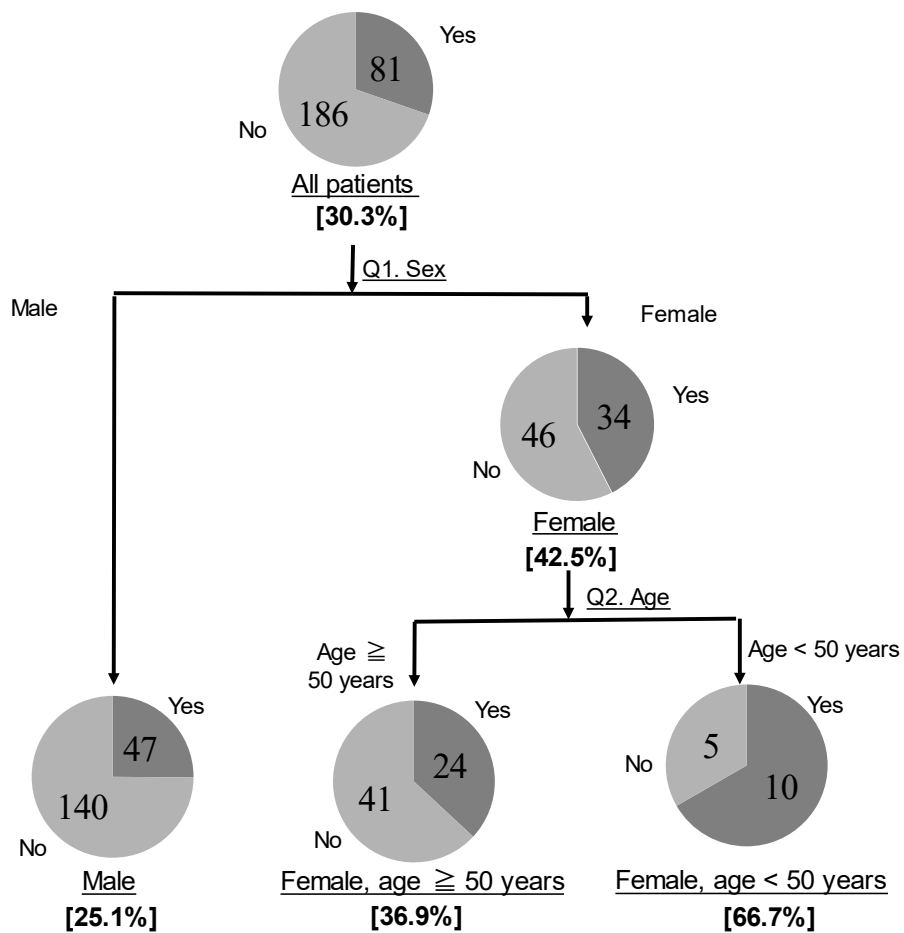 Yes
81
186
No
All patients
[30.3%]
Q1. Sex
Male
Female
Yes
34
46
No
Female
[42.5%]
Q2. Age
Age ≧
50 years
Age < 50 years
Yes
47
140
No
Male
[25.1%]
Yes
24
41
No
Female, age ≧ 50 years
[36.9%]
Yes
5
No
10
Female, age < 50 years
[66.7%]